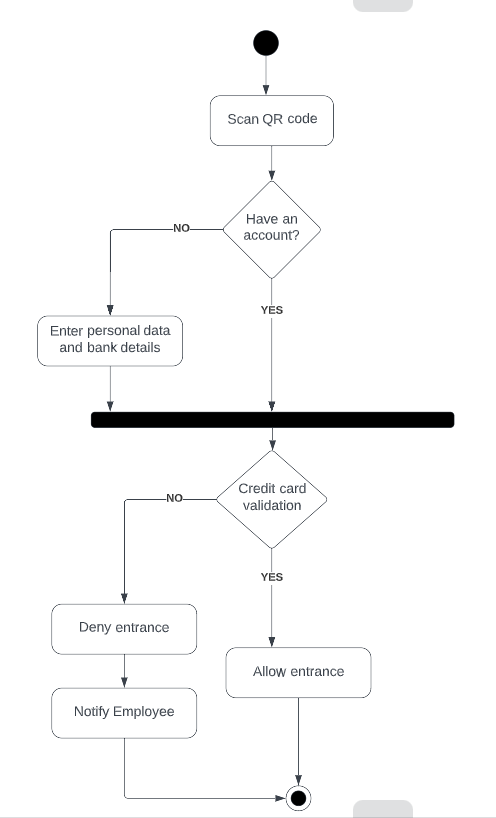 Scan QR code
Have an
account?
NO
YES
Enter personal data
and bank details
Credit card
validation
NO
YES
Deny entrance
Allow entrance
Notify Employee